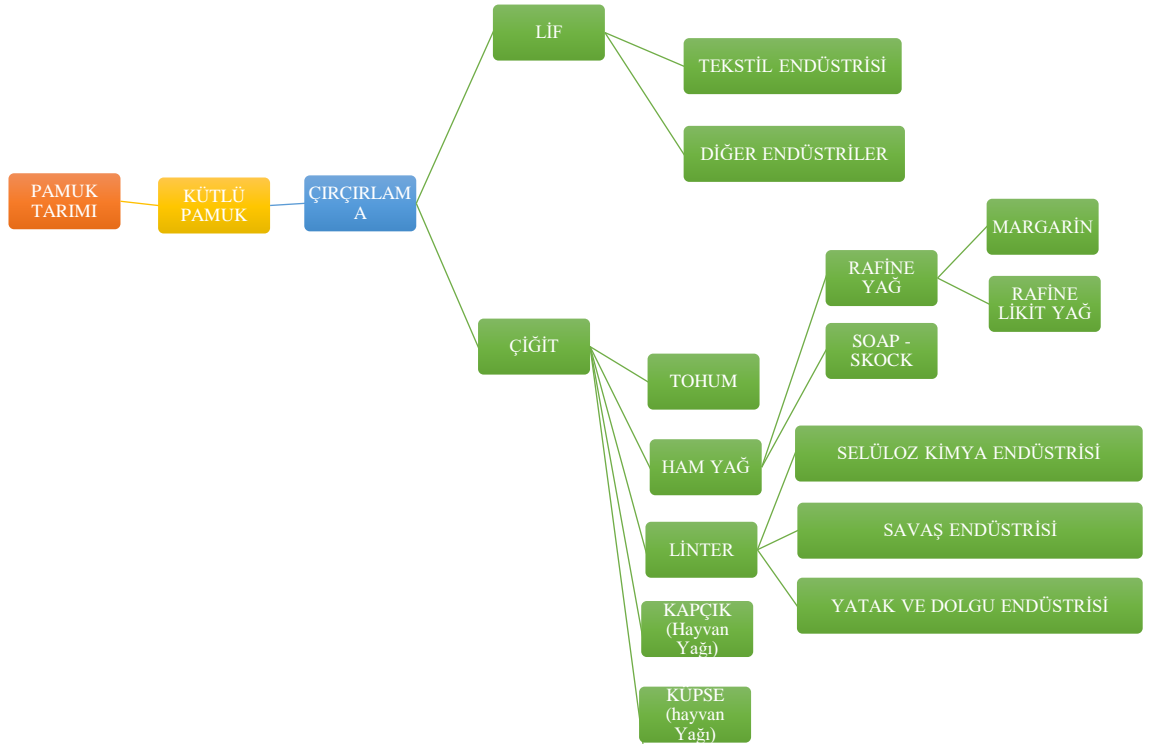 PAMUK
TARIMI
KÜTLÜ
PAMUK
ÇIRÇIRLAM
A
LİF
TEKSTİL ENDÜSTRİSİ
DİĞER ENDÜSTRİLER
ÇİĞİT
TOHUM
HAM YAĞ
RAFİNE
YAĞ
MARGARİN
RAFİNE
LİKİT YAĞ
SOAP -
SKOCK
LİNTER
SELÜLOZ KİMYA ENDÜSTRİSİ
SAVAŞ ENDÜSTRİSİ
YATAK VE DOLGU ENDÜSTRİSİ
KAPÇIK
(Hayvan
Yağı)
KÜPSE
(hayvan
Yağı)